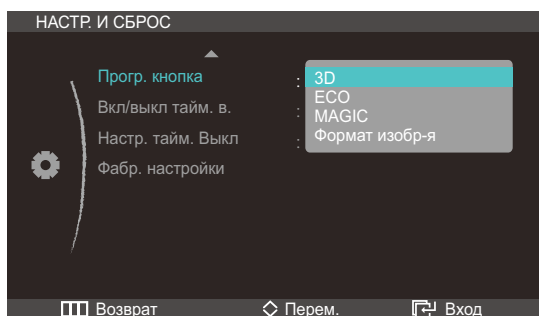 НАСТР. И СБРОС
Прогр. кнопка : 3D
ECO
Вкл/выкл тайм. в. : MAGIC
Настр. тайм. Выкл : Формат изобр-я
Фабр. настройки
Возврат Перем. Вход